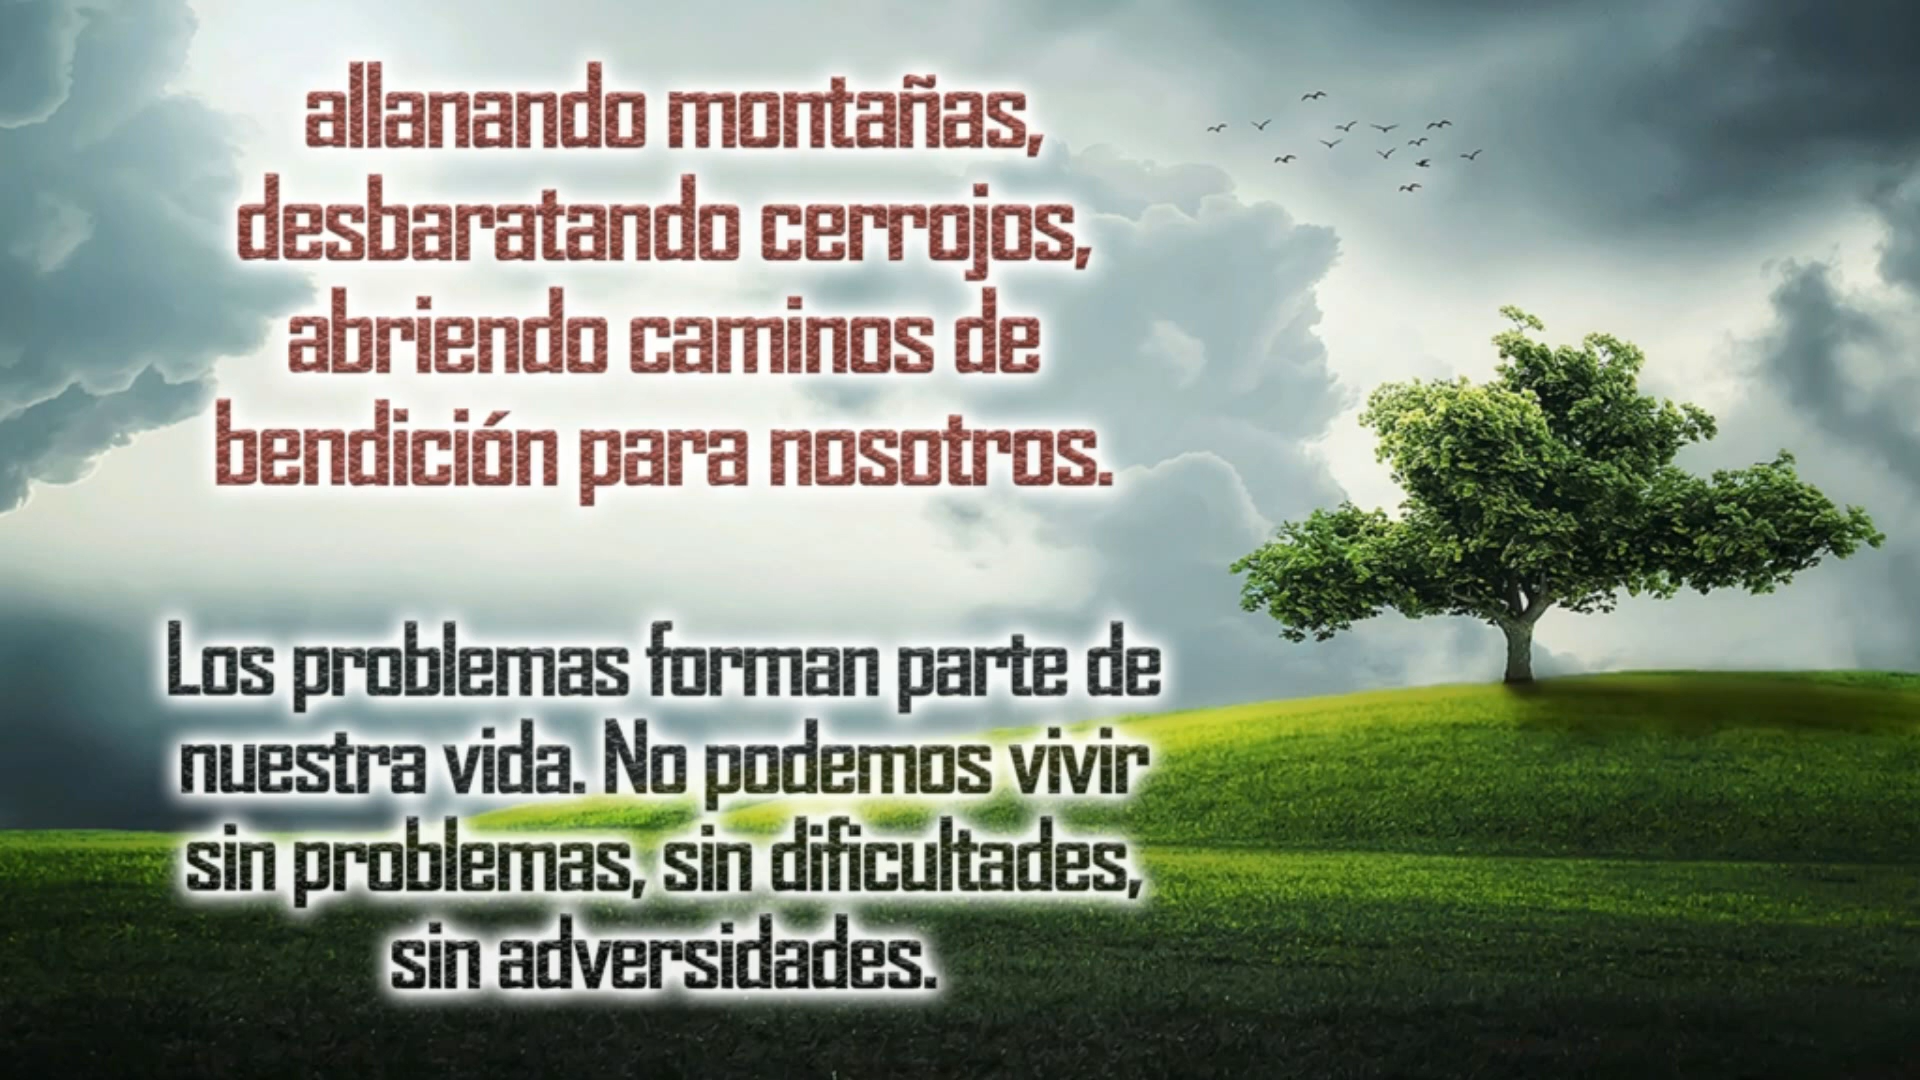 allanando montañas,
desbaratando cerrojos,
abriendo caminos de
bendición para nosotros.
Los problemas forman parte de
nuestra vida. No podemos vivir
sin problemas, sin dificultades,
sin adversidades.